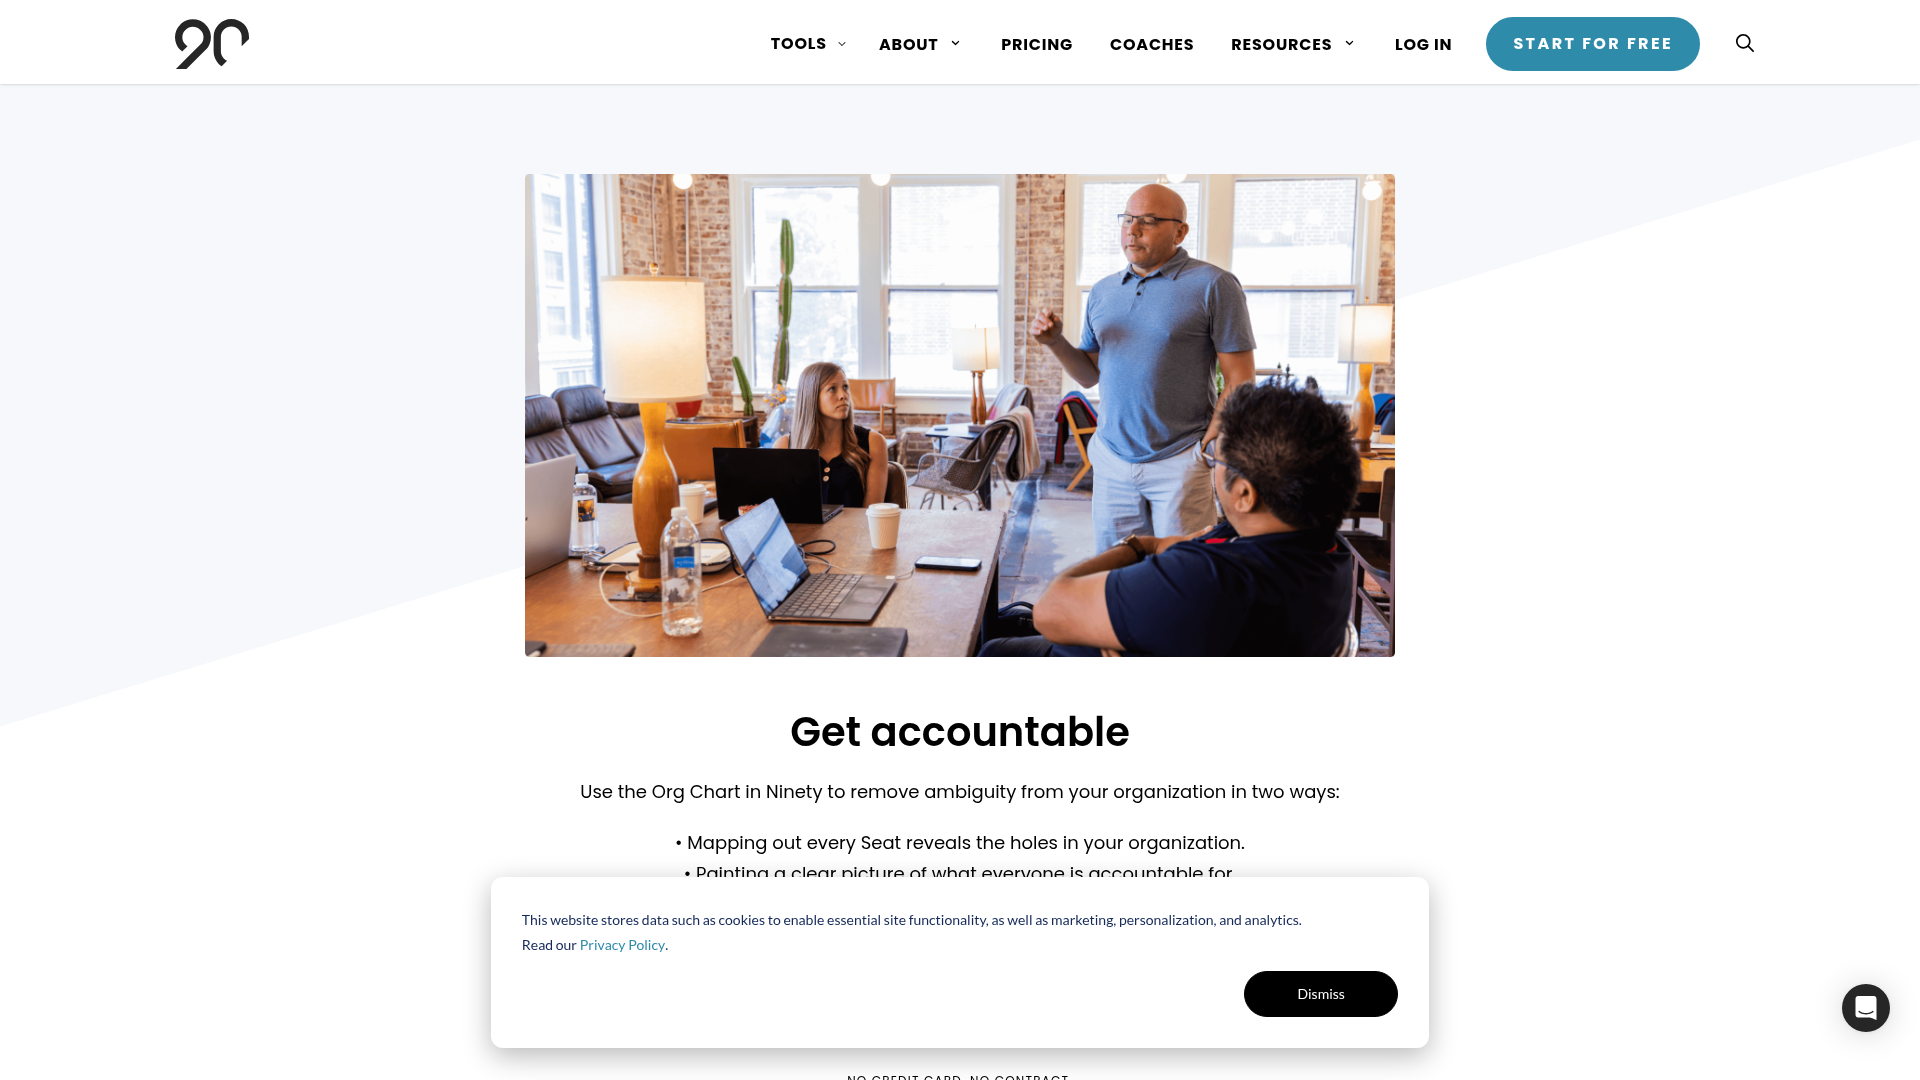 90
TOOLS
ABOUT
PRICING
COACHES
RESOURCES
LOG IN
START FOR FREE
Get accountable
Use the Org Chart in Ninety to remove ambiguity from your organization in two ways:
• Mapping out every Seat reveals the holes in your organization.
• Painting a clear picture of what everyone is accountable for
This website stores data such as cookies to enable essential site functionality, as well as marketing, personalization, and analytics.
Read our Privacy Policy.
Dismiss
NO CREDIT CARD. NO CONTRACT